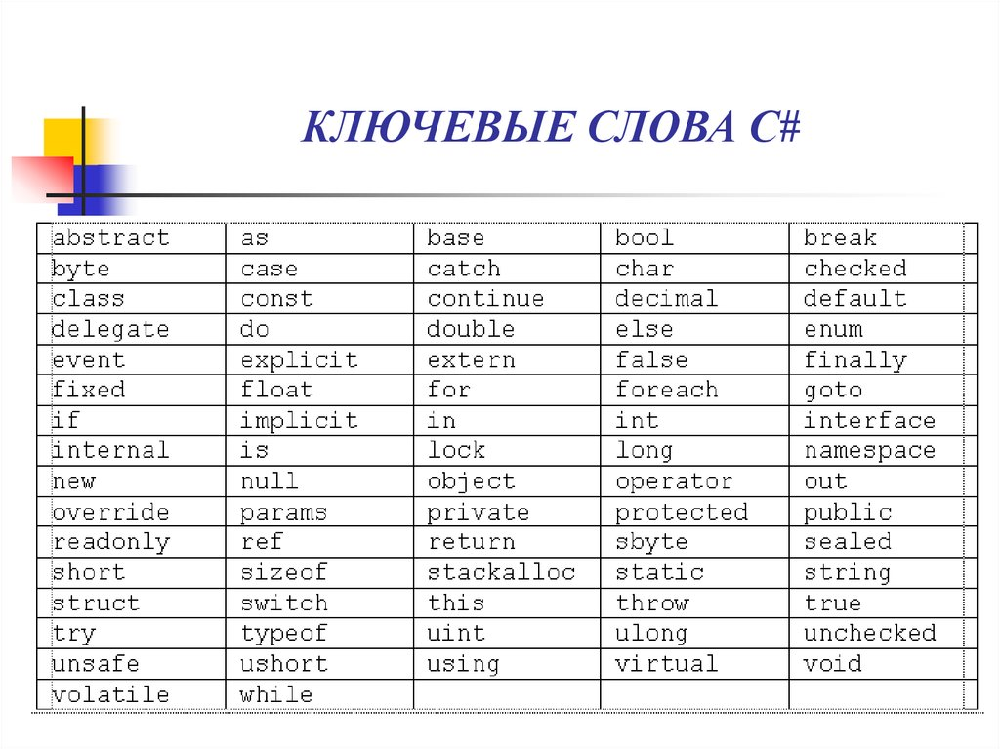 КЛЮЧЕВЫЕ СЛОВА C#
abstract as base bool break
byte case catch char checked
class const continue decimal default
delegate do double else enum
event explicit extern false finally
fixed float for foreach goto
if implicit in int interface
internal is lock long namespace
new null object operator out
override params private protected public
readonly ref return sbyte sealed
short sizeof stackalloc static string
struct switch this throw true
try typeof uint ulong unchecked
unsafe ushort using virtual void
volatile while